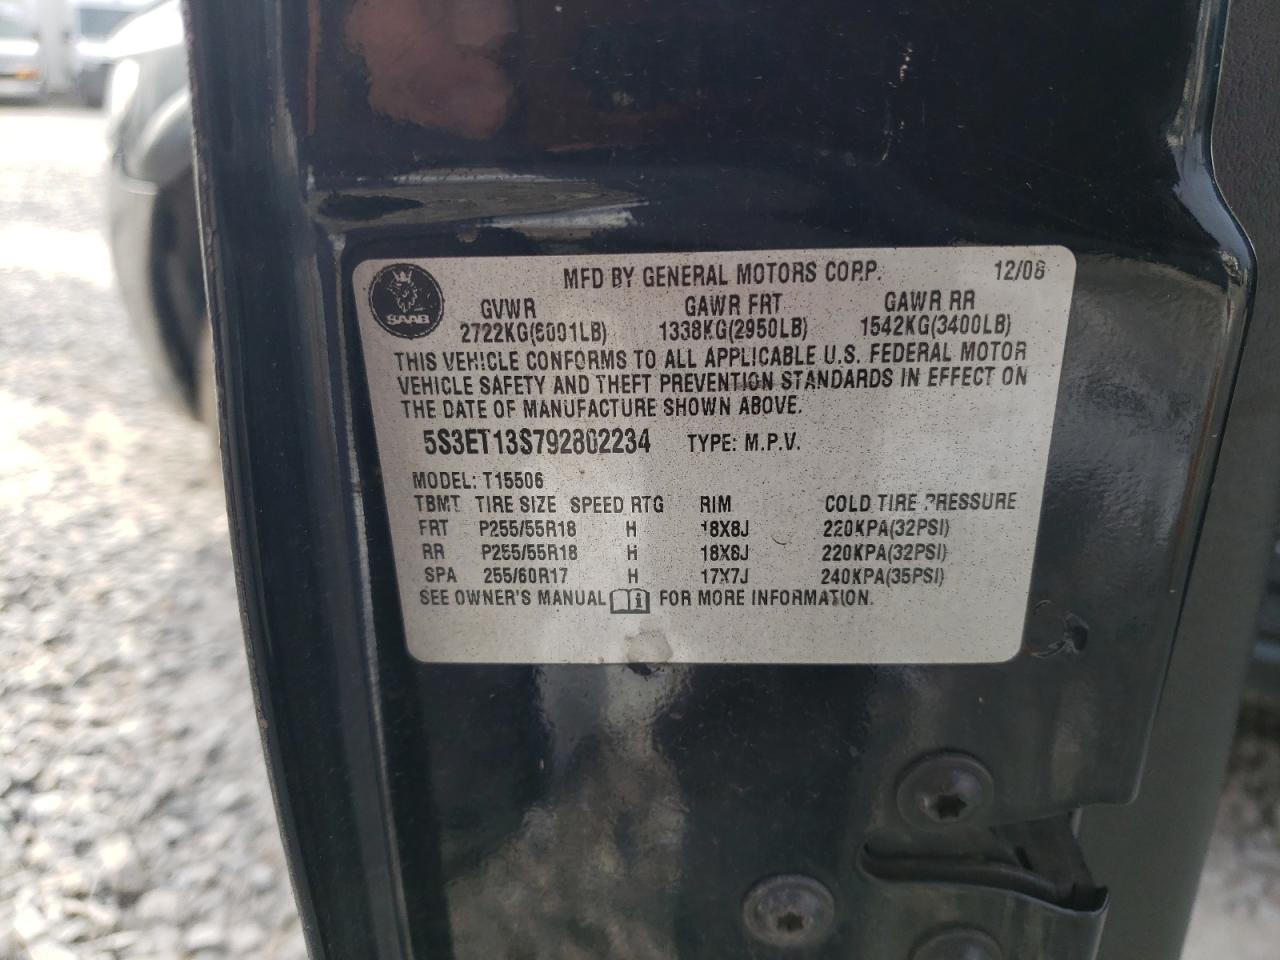 SAAB
MFD BY GENERAL MOTORS CORP. 12/08
GVWR GAWR FRT GAWR RR
2722KG(6001LB) 1338KG(2950LB) 1542KG(3400LB)
THIS VEHICLE CONFORMS TO ALL APPLICABLE U.S. FEDERAL MOTOR
VEHICLE SAFETY AND THEFT PREVENTION STANDARDS IN EFFECT ON
THE DATE OF MANUFACTURE SHOWN ABOVE.
5S3ET13S792802234 TYPE: M.P.V.
MODEL: T15506
TBMT TIRE SIZE SPEED RTG RIM COLD TIRE PRESSURE
FRT P255/55R18 H 18X8J 220KPA(32PSI)
RR P255/55R18 H 18X8J 220KPA(32PSI)
SPA 255/60R17 H 17X7J 240KPA(35PSI)
SEE OWNER'S MANUAL FOR MORE INFORMATION.